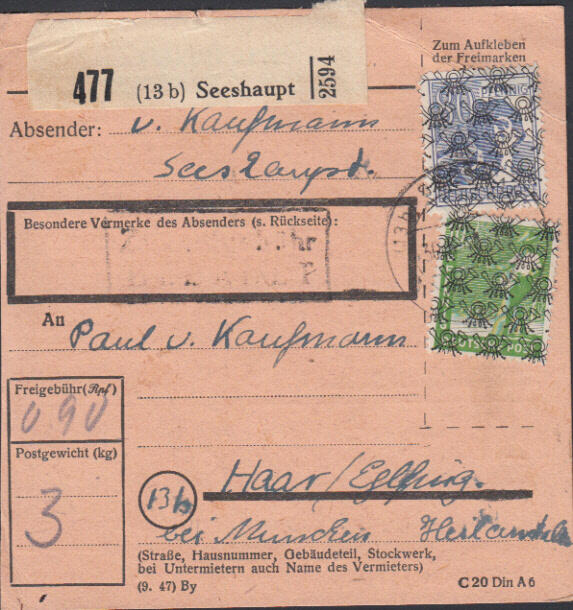 Zum Aufkleben
der Freimarken
477 (13 b) Seeshaupt 2594
80 PFENNIG
Absender: v. Kaufmann
Seeshaupt.
Besondere Vermerke des Absenders (s. Rückseite):
An
Paul v. Kaufmann
Freigebühr (Rpf)
0.90
Postgewicht (kg)
3
Haar/Eglfing.
13b
bei München
(Straße, Hausnummer, Gebäudeteil, Stockwerk,
bei Untermietern auch Name des Vermieters)
(9. 47) By
C 20 Din A 6